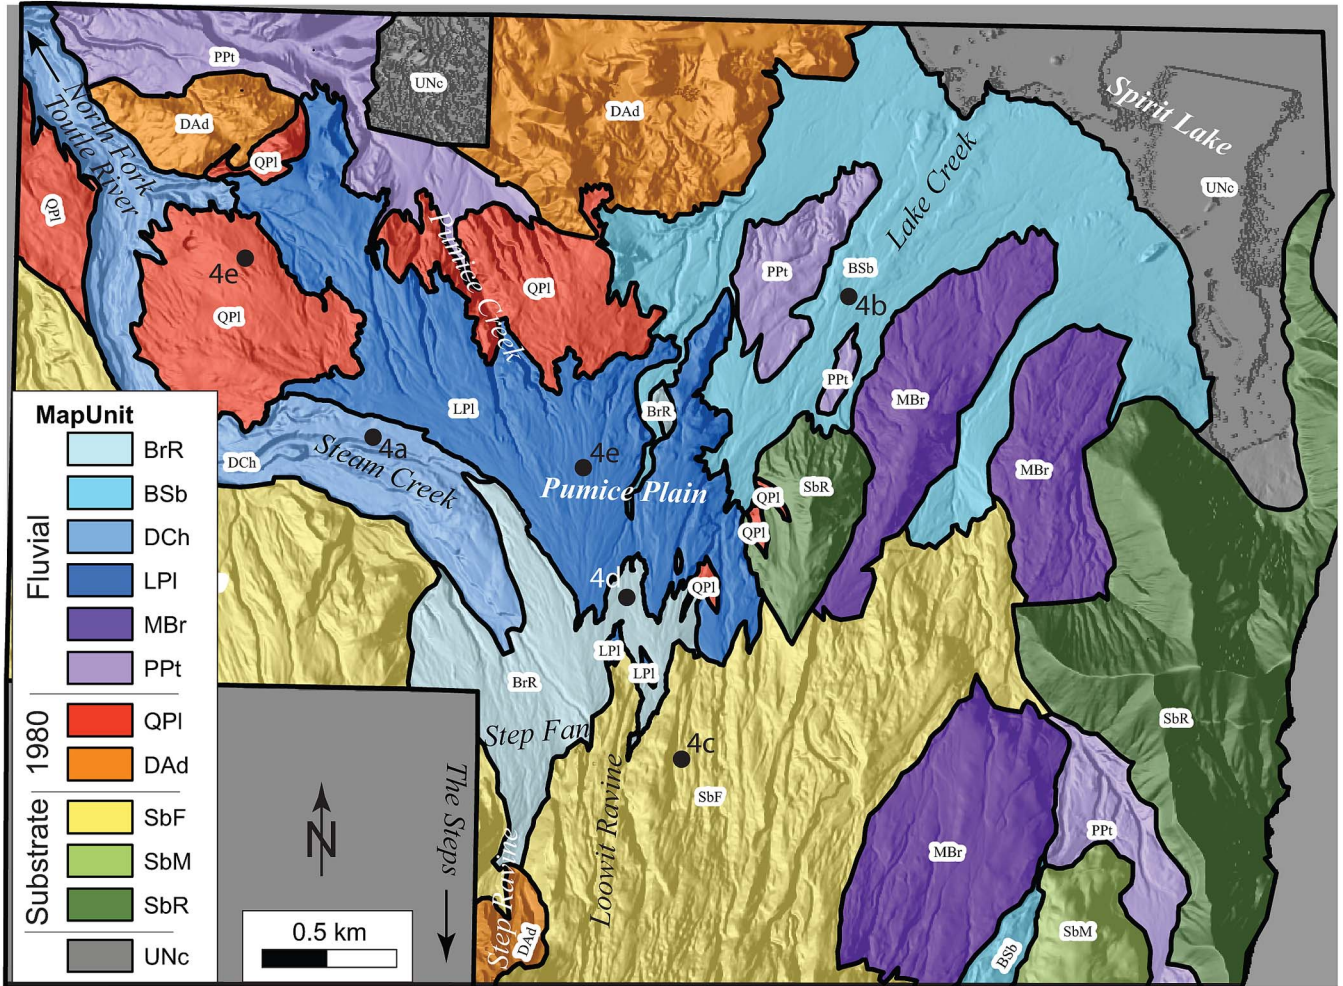 PPt
UNc
DAd
DAd
Spirit Lake
North Fork
Toutle River
QPl
QPl
UNc
Lake Creek
Pumice Creek
4e
QPl
QPl
PPt
BSb
4b
PPt
MBr
LPl
BrR
MBr
4a
Steam Creek
DCh
4e
Pumice Plain
QPl
SbR
QPl
4d
QPl
LPl
LPl
BrR
Step Fan
4c
SbF
SbR
Loowit Ravine
The Steps
Step Ravine
DAd
MBr
PPt
SbM
BSb
MapUnit
Fluvial
BrR
BSb
DCh
LPl
MBr
PPt
1980
QPl
DAd
Substrate
SbF
SbM
SbR
UNc
N
0.5 km